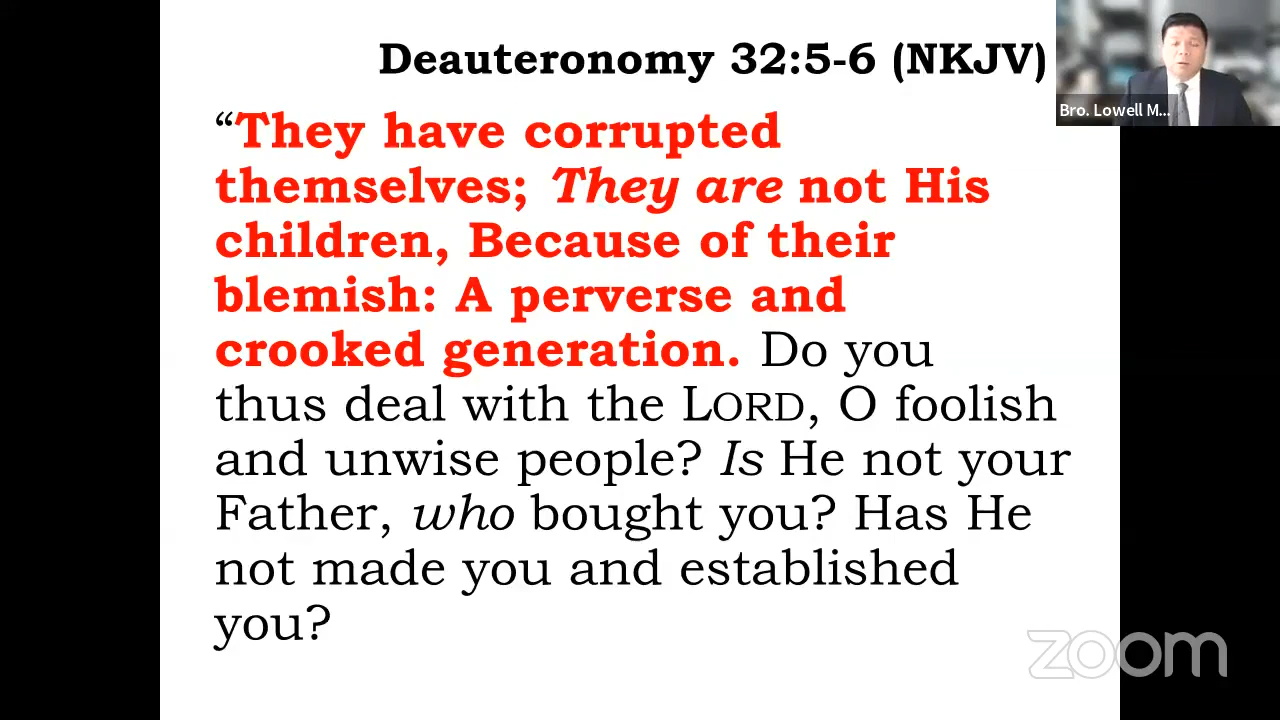 Deauteronomy 32:5-6 (NKJV)
Bro. Lowell M...
“They have corrupted
themselves; They are not His
children, Because of their
blemish: A perverse and
crooked generation. Do you
thus deal with the LORD, O foolish
and unwise people? Is He not your
Father, who bought you? Has He
not made you and established
you?
zoom